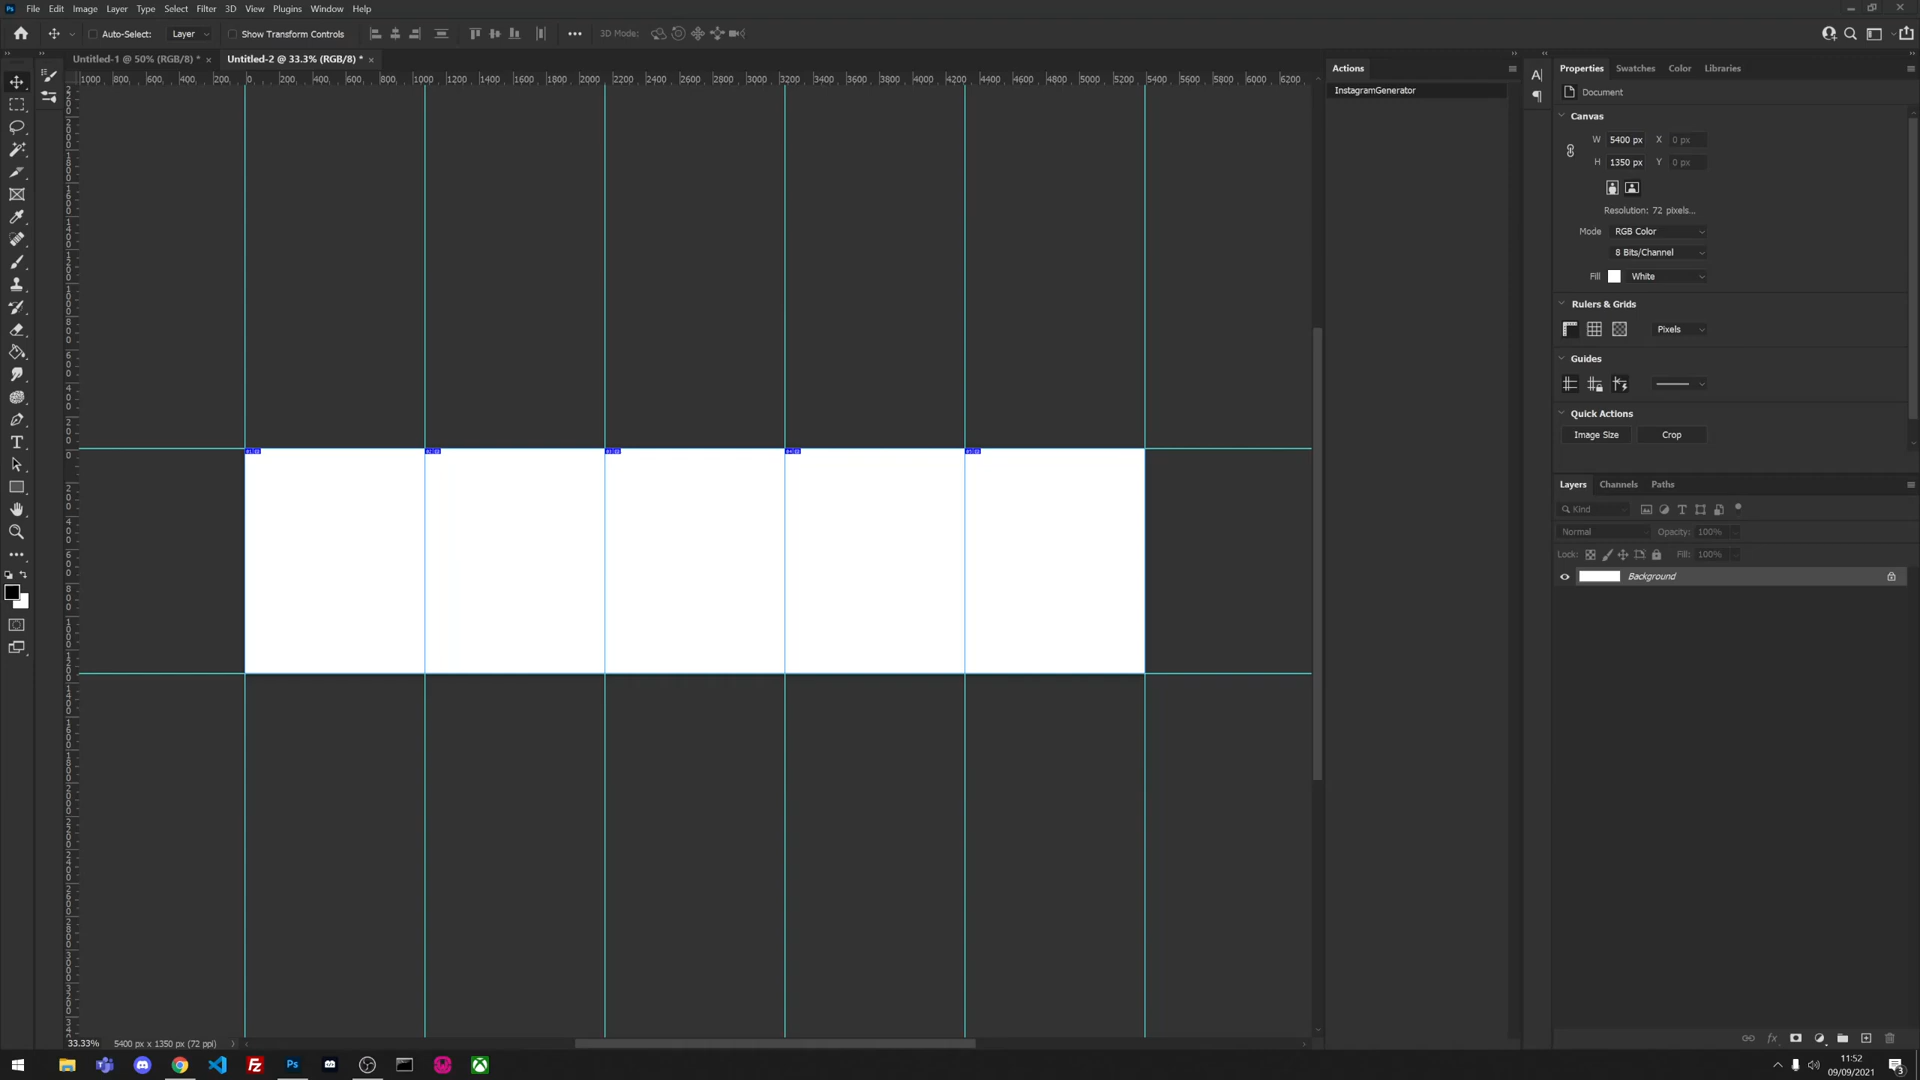 File Edit Image Layer Type Select Filter 3D View Plugins Window Help
Auto-Select: Layer Show Transform Controls 3D Mode:
Untitled-1 @ 50% (RGB/8) * Untitled-2 @ 33.3% (RGB/8) *
1000 800 600 400 200 0 200 400 600 800 1000 1200 1400 1600 1800 2000 2200 2400 2600 2800 3000 3200 3400 3600 3800 4000 4200 4400 4600 4800 5000 5200 5400 5600 5800 6000 6200
Actions
InstagramGenerator
Properties Swatches Color Libraries
Document
Canvas
W 5400 px X 0 px
H 1350 px Y 0 px
Resolution: 72 pixels...
Mode RGB Color
8 Bits/Channel
Fill White
Rulers & Grids
Pixels
Guides
Quick Actions
Image Size Crop
Layers Channels Paths
Kind
Normal Opacity: 100%
Lock: Fill: 100%
Background
33.33% 5400 px x 1350 px (72 ppi)
11:52
09/09/2021
3